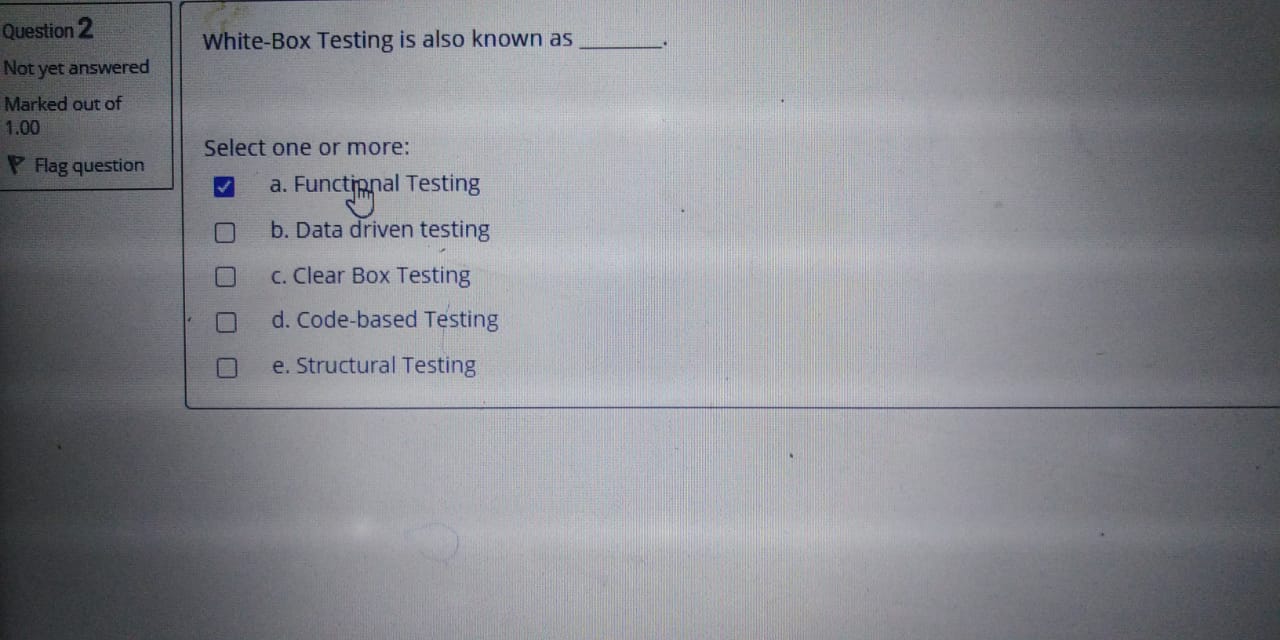 Question 2
Not yet answered
Marked out of
1.00
Flag question
White-Box Testing is also known as _______.
Select one or more:
a. Functional Testing
b. Data driven testing
c. Clear Box Testing
d. Code-based Testing
e. Structural Testing